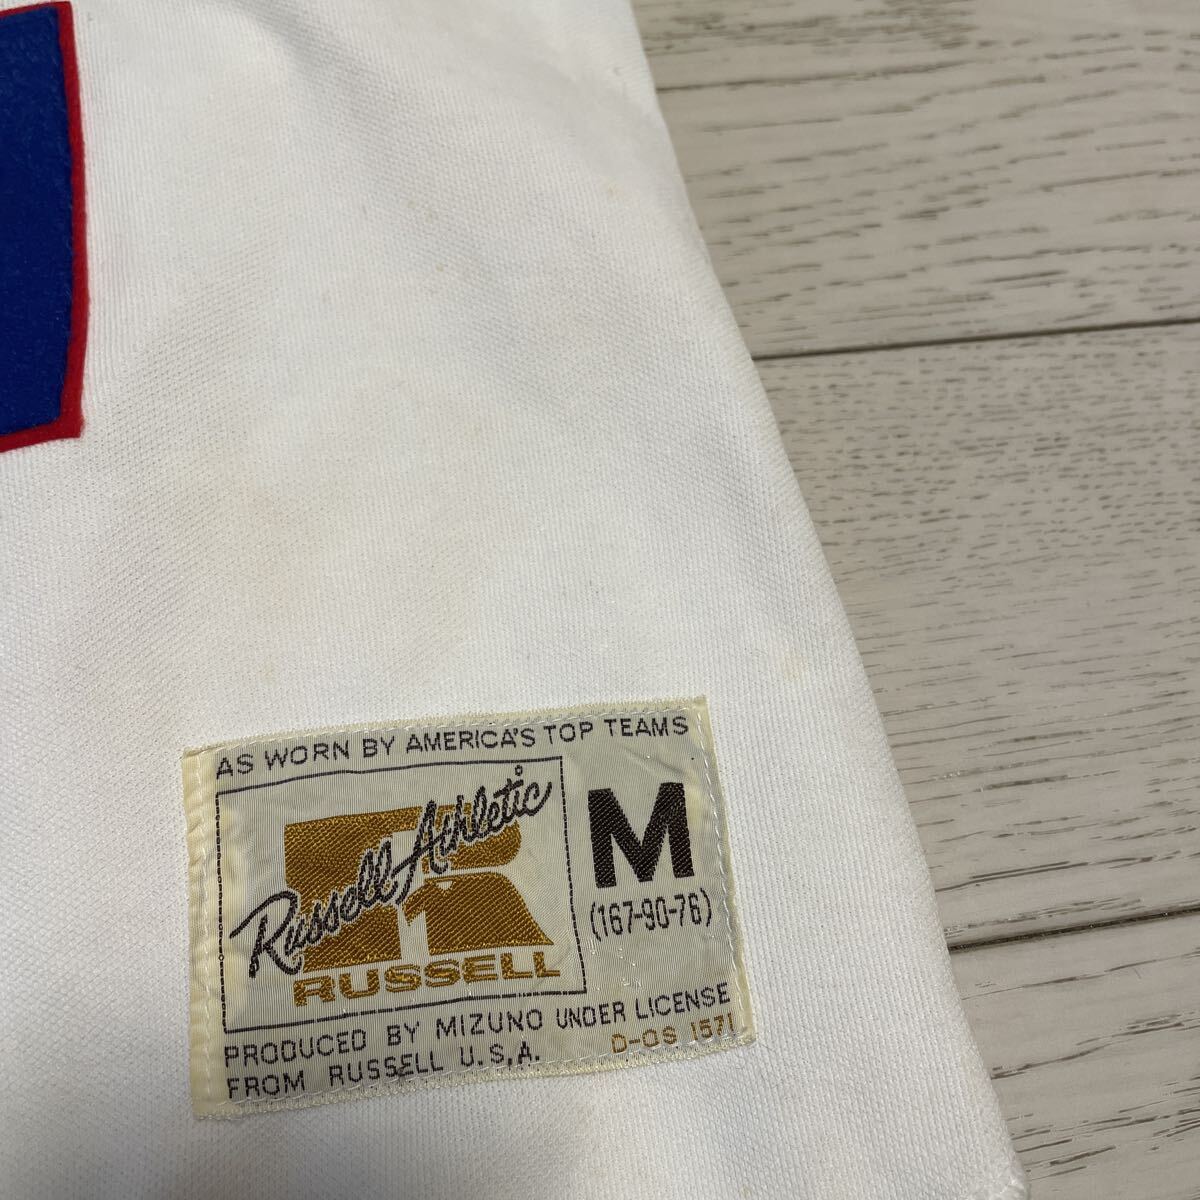 AS WORN BY AMERICA'S TOP TEAMS
Russell Athletic
R
RUSSELL
M
(167-90-76)
PRODUCED BY MIZUNO UNDER LICENSE
FROM RUSSELL U.S.A. D-OS 1571